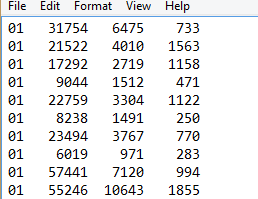 File Edit Format View Help
01 31754 6475 733
01 21522 4010 1563
01 17292 2719 1158
01 9044 1512 471
01 22759 3304 1122
01 8238 1491 250
01 23494 3767 770
01 6019 971 283
01 57441 7120 994
01 55246 10643 1855